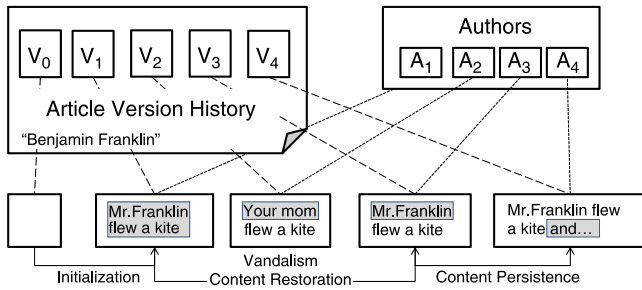 V0 V1 V2 V3 V4
Article Version History
“Benjamin Franklin”
Authors
A1 A2 A3 A4
Mr.Franklin
flew a kite
Your mom
flew a kite
Mr.Franklin
flew a kite
Mr.Franklin flew
a kite and...
Initialization
Vandalism
Content Restoration
Content Persistence